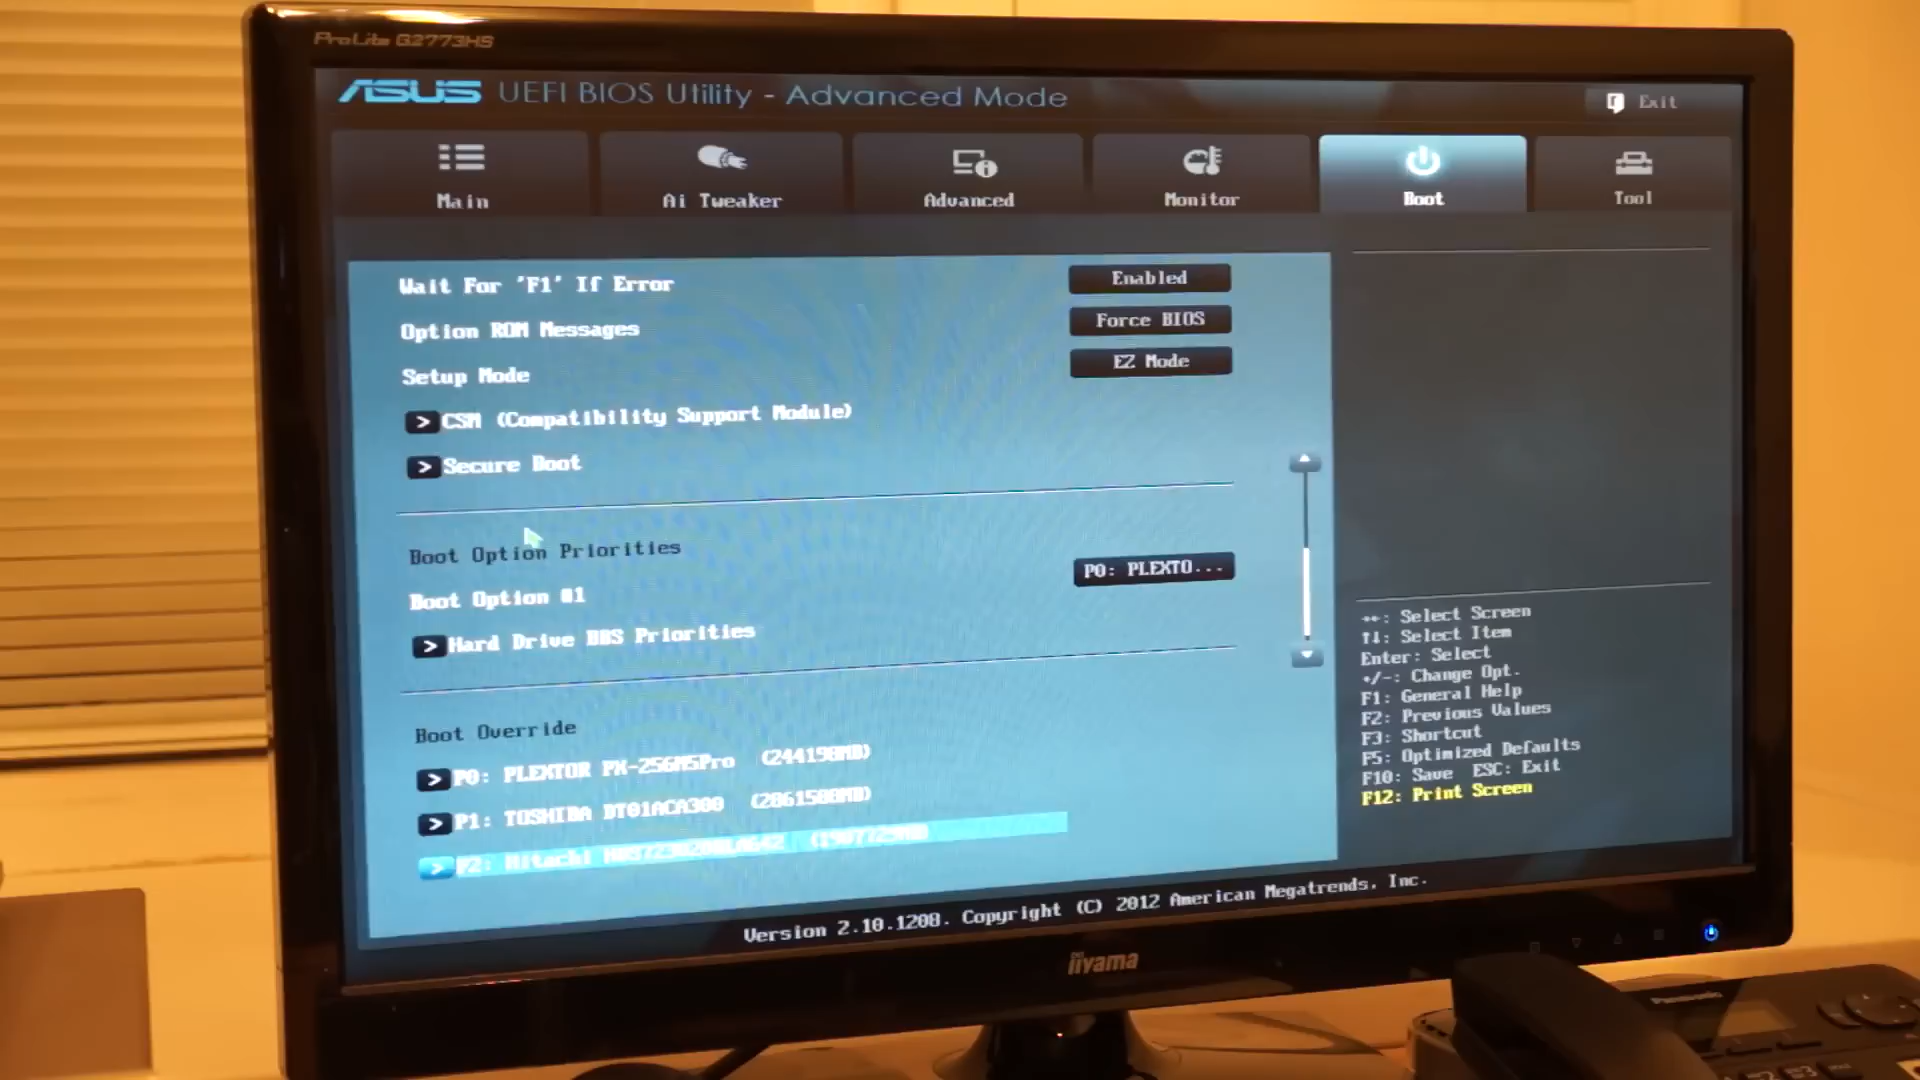 ProLite G2773HS
ASUS UEFI BIOS Utility - Advanced Mode
Exit
Main
Ai Tweaker
Advanced
Monitor
Boot
Tool
Wait For 'F1' If Error
Enabled
Option ROM Messages
Force BIOS
Setup Mode
EZ Mode
> CSM (Compatibility Support Module)
> Secure Boot
Boot Option Priorities
Boot Option #1
P0: PLEXTO...
> Hard Drive BBS Priorities
Boot Override
> P0: PLEXTOR PX-256M5Pro (244198MB)
> P1: TOSHIBA DT01ACA300 (2861588MB)
> P2: Hitachi
→←: Select Screen
↑↓: Select Item
Enter: Select
+/-: Change Opt.
F1: General Help
F2: Previous Values
F3: Shortcut
F5: Optimized Defaults
F10: Save ESC: Exit
F12: Print Screen
Version 2.10.1208. Copyright (C) 2012 American Megatrends, Inc.
iiyama
Panasonic